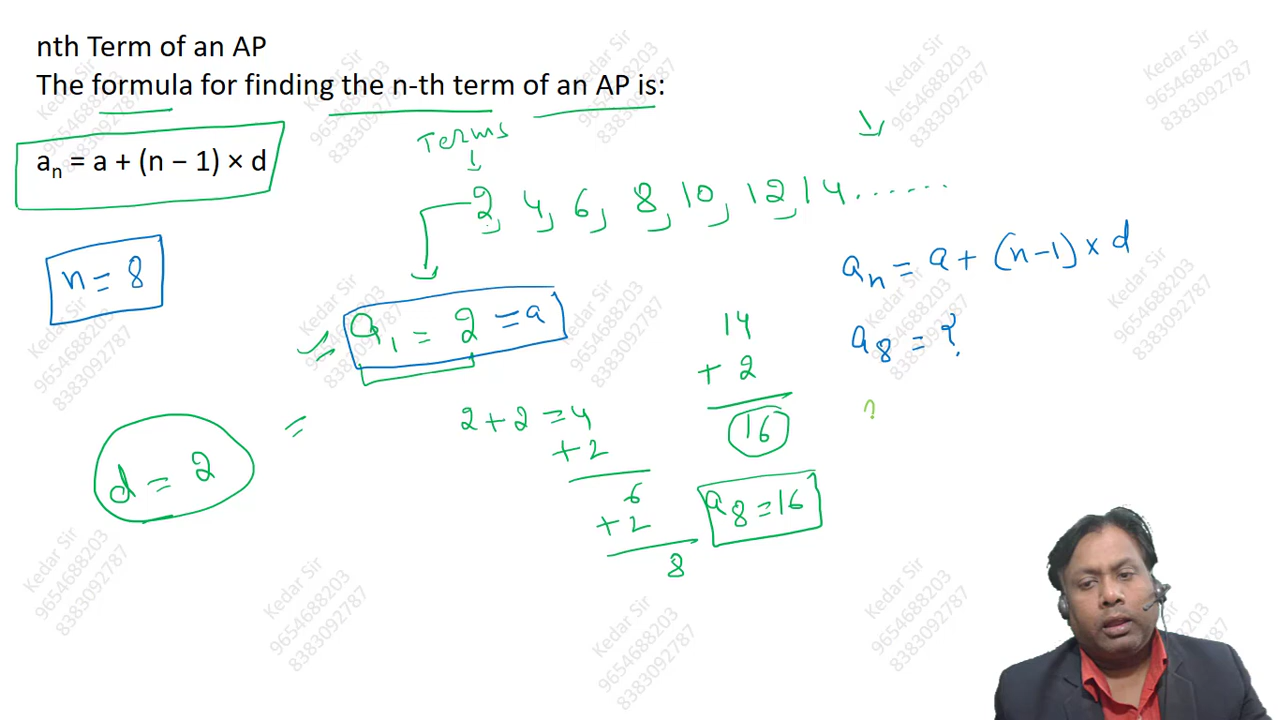 nth Term of an AP
The formula for finding the n-th term of an AP is:
Terms
aₙ = a + (n − 1) × d
2, 4, 6, 8, 10, 12, 14.......
n = 8
aₙ = a + (n-1) × d
a₁ = 2 = a
a₈ = ?
14
+ 2
16
2 + 2 = 4
+ 2
6
+ 2
8
d = 2
=
a₈ = 16
Kedar Sir
9654688203
8383092787